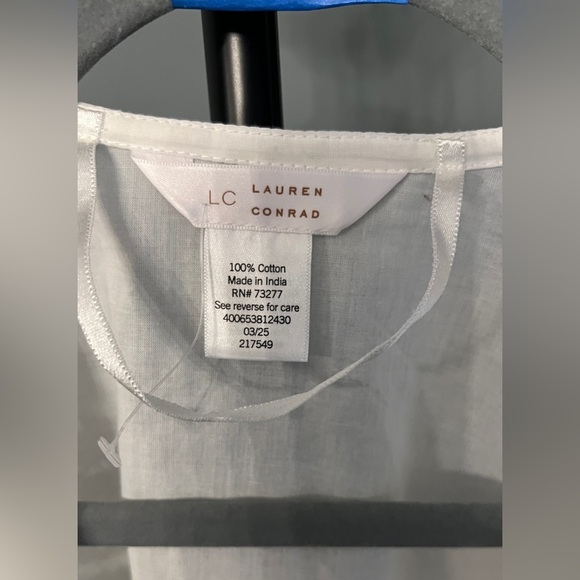 LC LAUREN
CONRAD
100% Cotton
Made in India
RN# 73277
See reverse for care
400653812430
03/25
217549